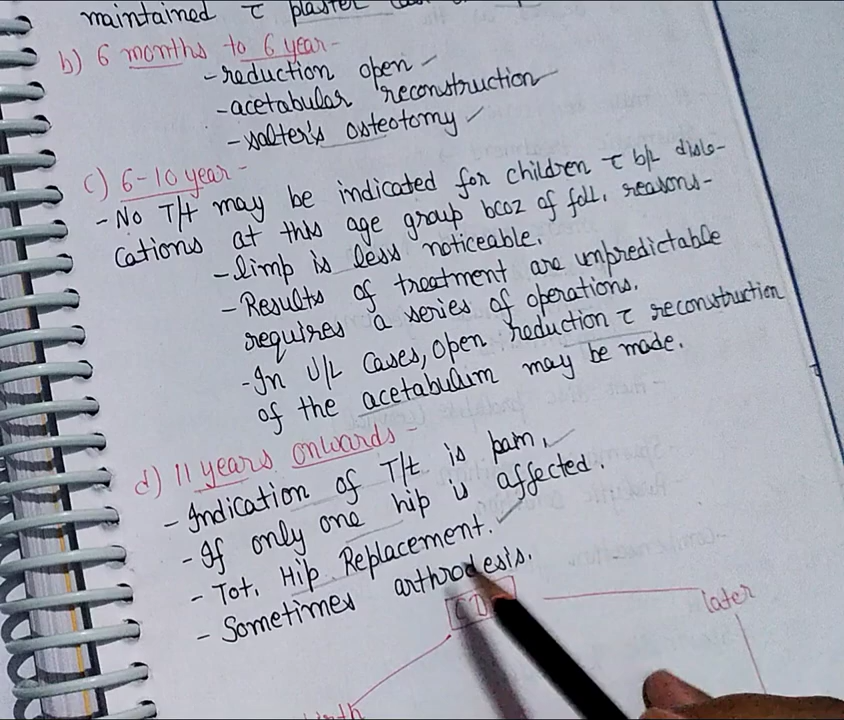 maintained c̄ plaster
b) 6 months to 6 year-
- reduction open ✓
- acetabular reconstruction
- salter's osteotomy ✓
c) 6-10 year-
- No T/t may be indicated for children c̄ b/L dislo-
cations at this age group bcoz of foll. reasons-
- limp is less noticeable.
- Results of treatment are unpredictable
requires a series of operations.
- In U/L cases, open reduction c̄ reconstruction
of the acetabulum may be made.
d) 11 years onwards-
- Indication of T/t is pain.
- If only one hip is affected.
- Tot. Hip Replacement.
- Sometimes arthrodesis.
later